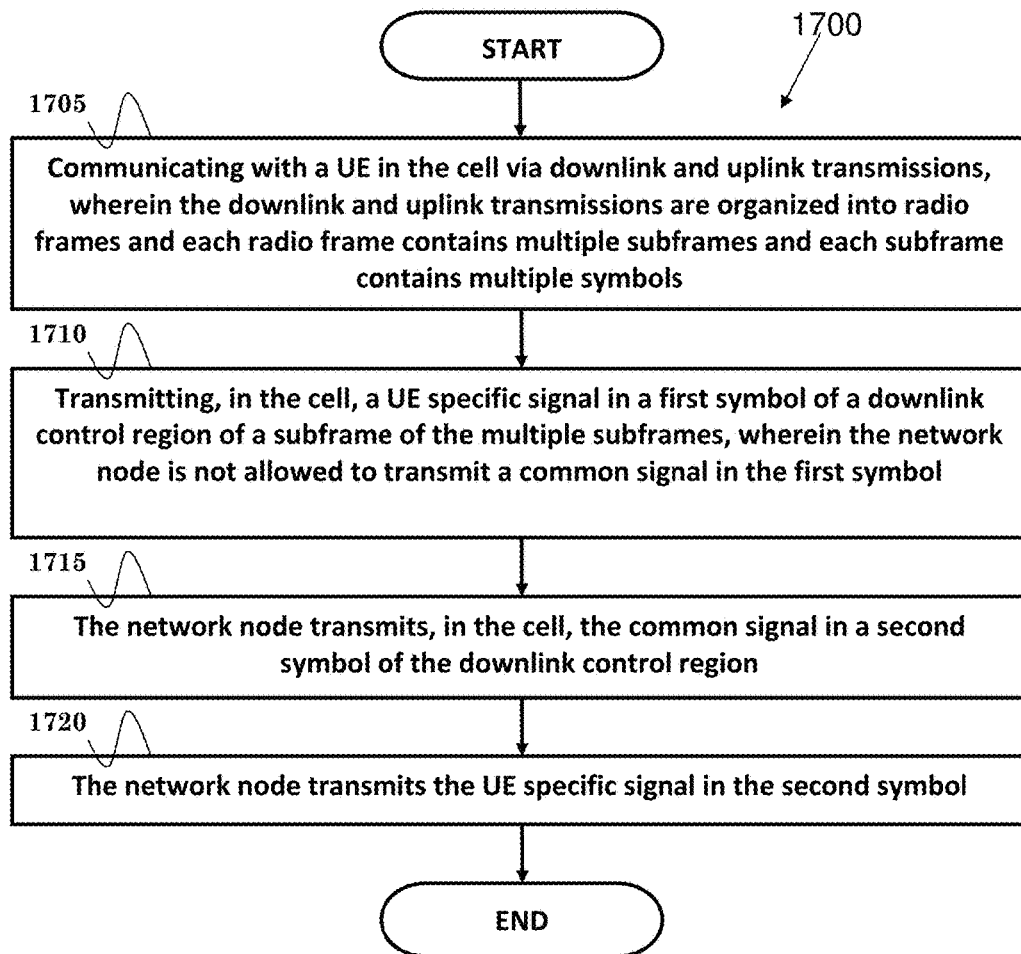 START
1700
1705
Communicating with a UE in the cell via downlink and uplink transmissions,
wherein the downlink and uplink transmissions are organized into radio
frames and each radio frame contains multiple subframes and each subframe
contains multiple symbols
1710
Transmitting, in the cell, a UE specific signal in a first symbol of a downlink
control region of a subframe of the multiple subframes, wherein the network
node is not allowed to transmit a common signal in the first symbol
1715
The network node transmits, in the cell, the common signal in a second
symbol of the downlink control region
1720
The network node transmits the UE specific signal in the second symbol
END